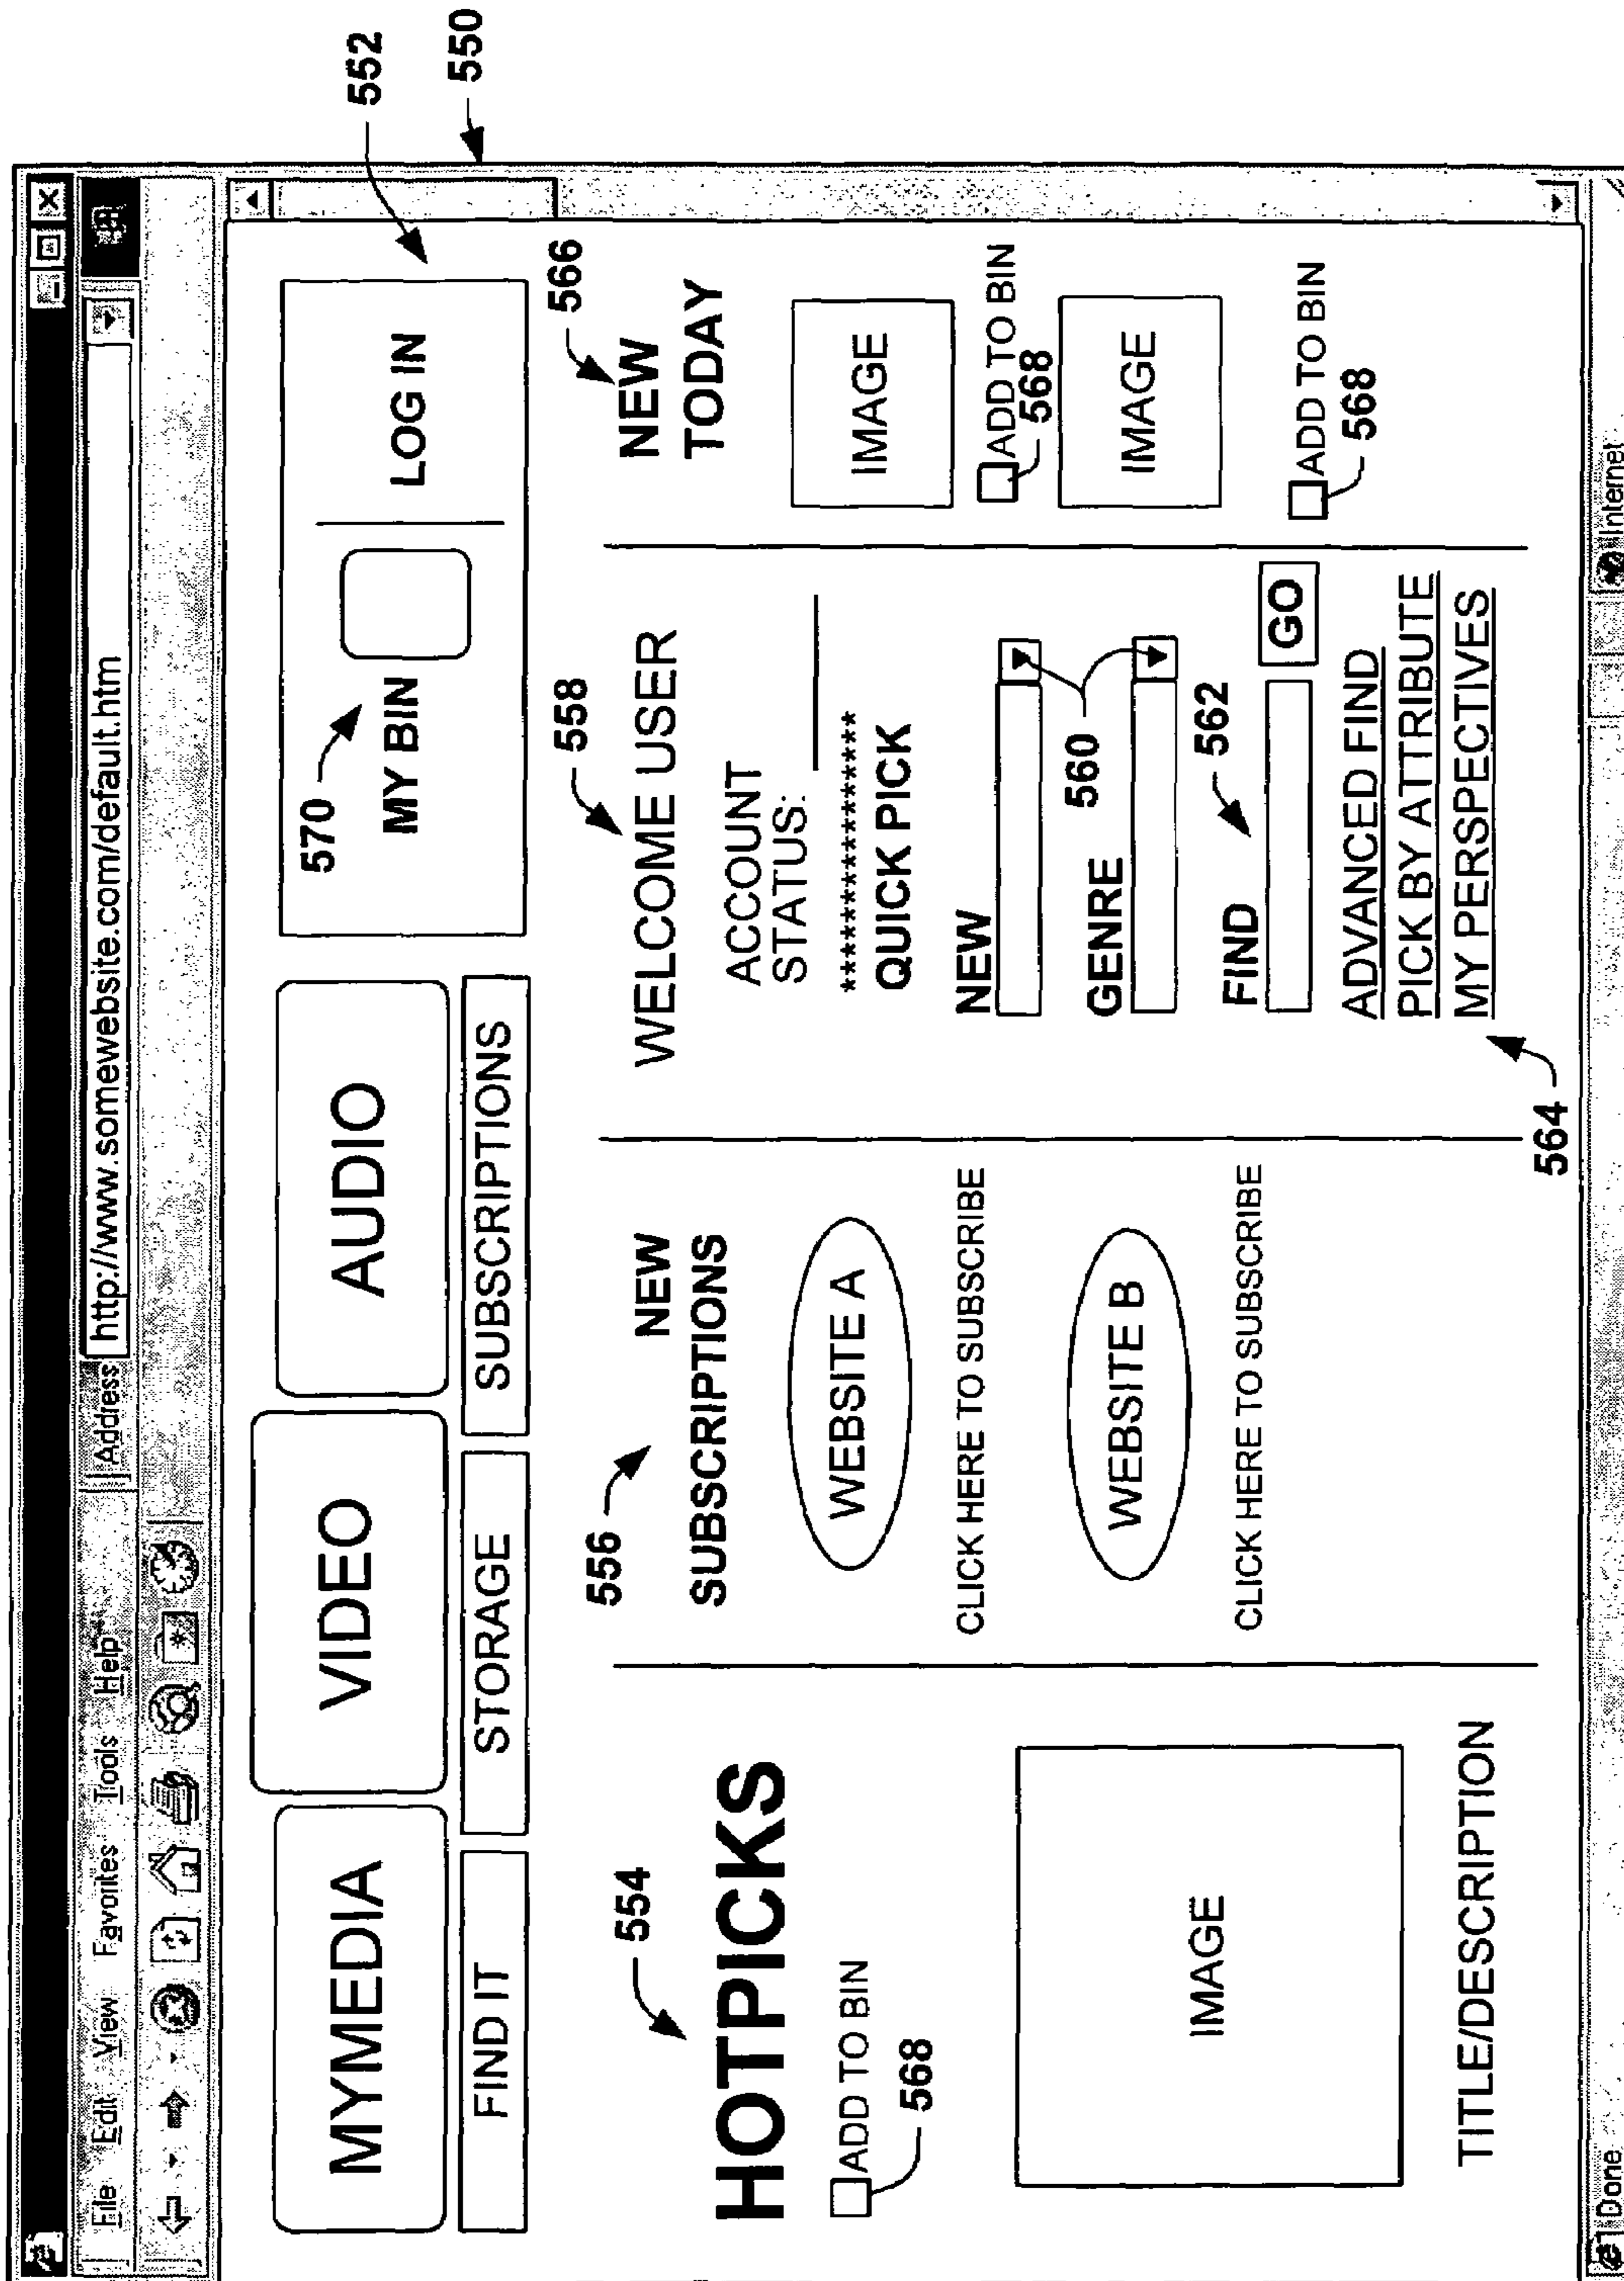 File Edit View Favorites Tools Help
Address http://www.somewebsite.com/default.htm
552
550
MYMEDIA
VIDEO
AUDIO
570
MY BIN
LOG IN
FIND IT
STORAGE
SUBSCRIPTIONS
554
HOTPICKS
ADD TO BIN
568
IMAGE
TITLE/DESCRIPTION
556
NEW
SUBSCRIPTIONS
WEBSITE A
CLICK HERE TO SUBSCRIBE
WEBSITE B
CLICK HERE TO SUBSCRIBE
558
WELCOME USER
ACCOUNT
STATUS:
**************
QUICK PICK
NEW
560
GENRE
562
FIND
GO
ADVANCED FIND
PICK BY ATTRIBUTE
MY PERSPECTIVES
564
566
NEW
TODAY
IMAGE
ADD TO BIN
568
IMAGE
ADD TO BIN
568
Done
Internet